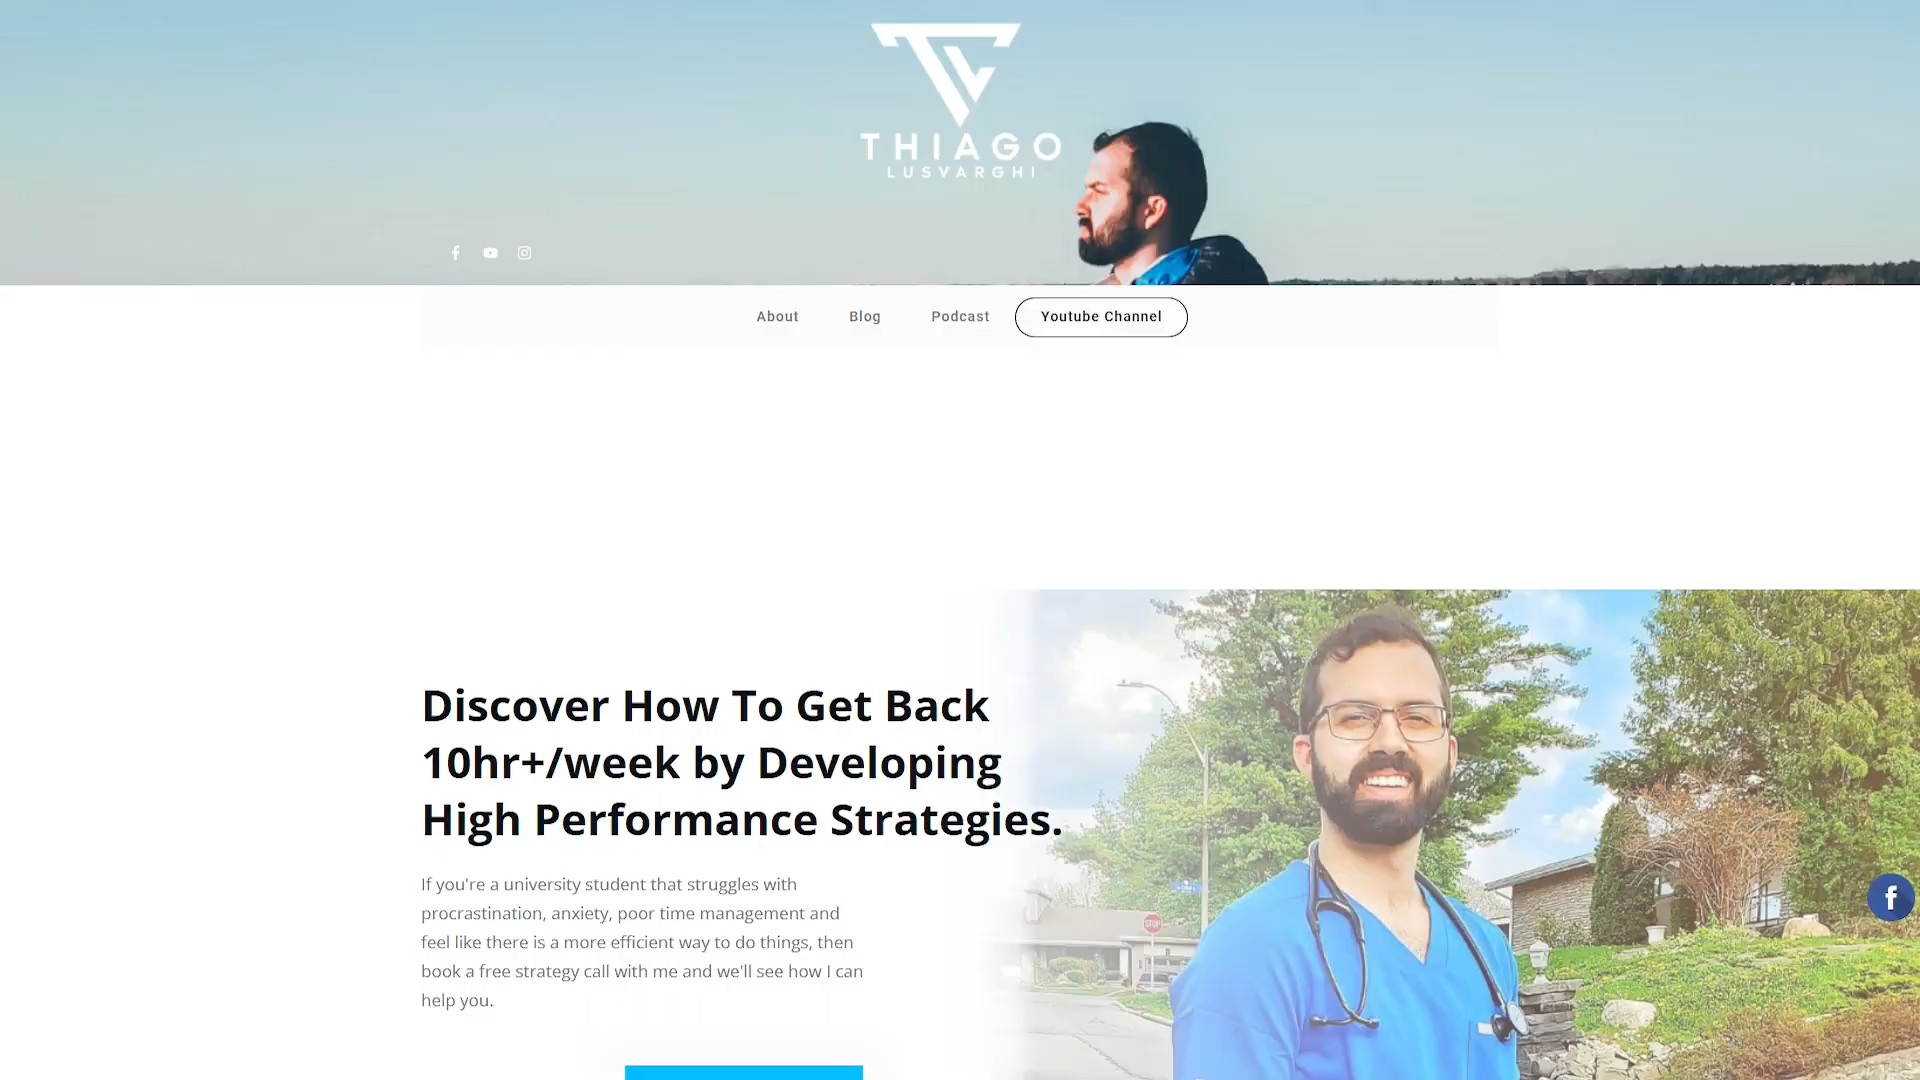 THIAGO
LUSVARGHI
About
Blog
Podcast
Youtube Channel
Discover How To Get Back
10hr+/week by Developing
High Performance Strategies.
If you're a university student that struggles with
procrastination, anxiety, poor time management and
feel like there is a more efficient way to do things, then
book a free strategy call with me and we'll see how I can
help you.
STOP